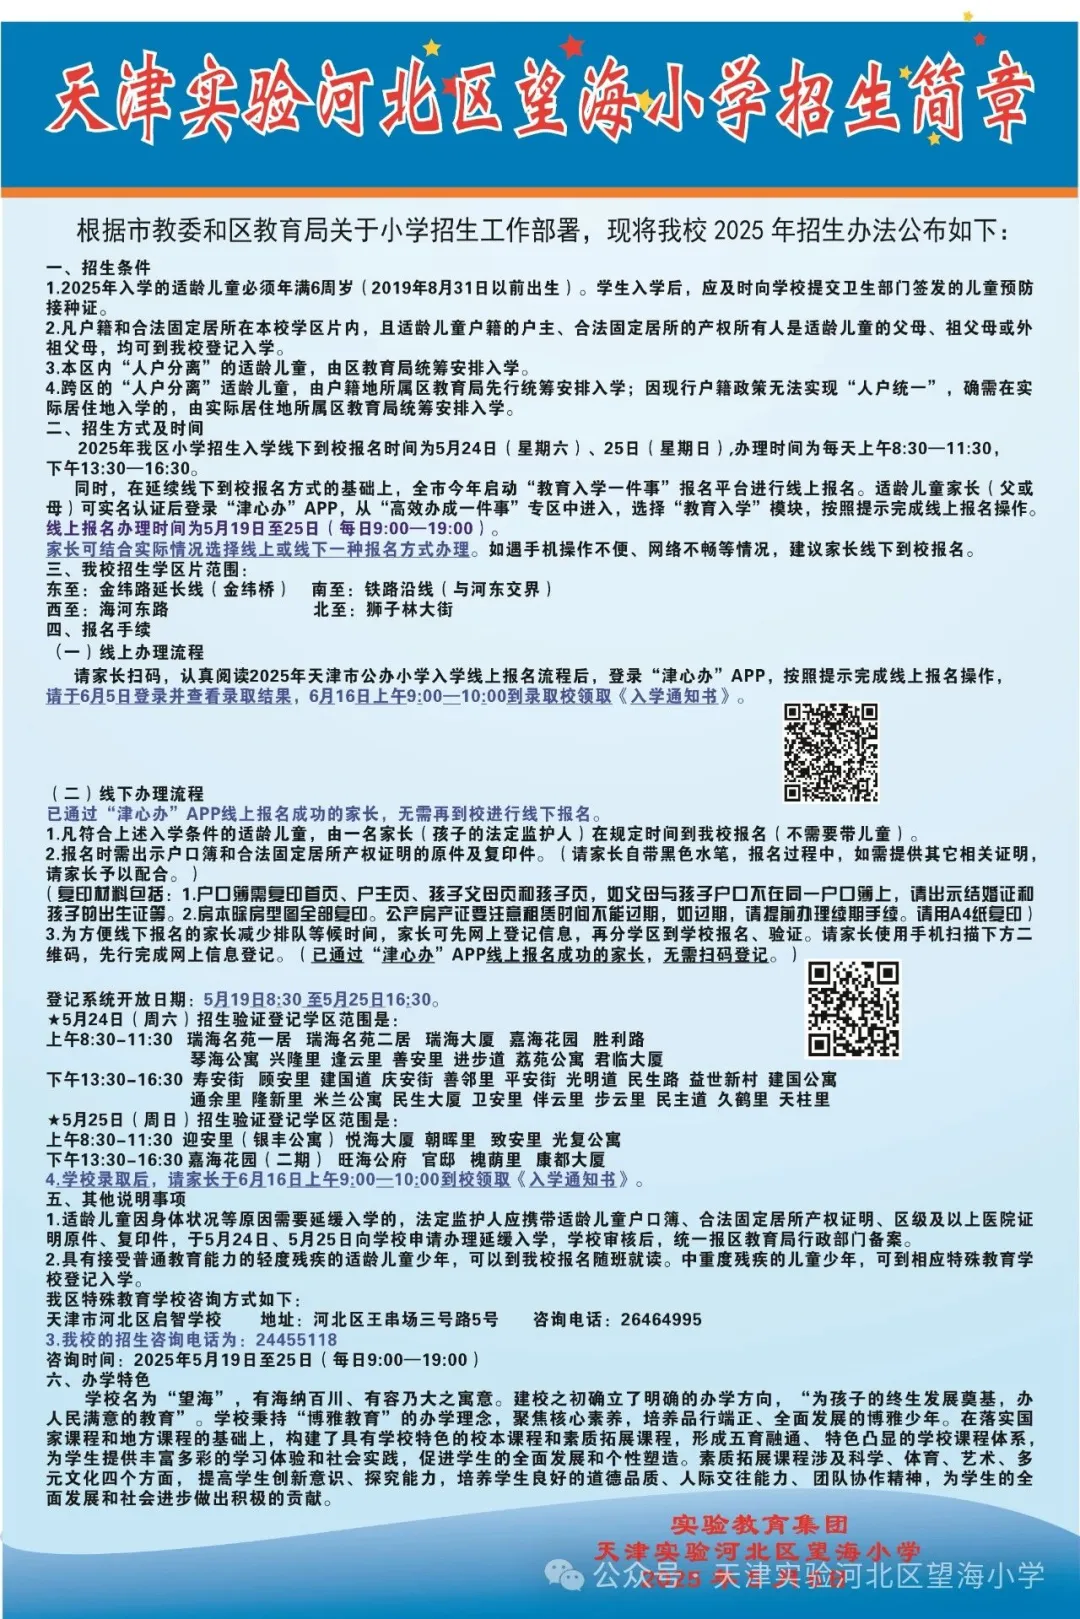 天津实验河北区望海小学招生简章
根据市教委和区教育局关于小学招生工作部署，现将我校 2025 年招生办法公布如下：
一、招生条件
1.2025年入学的适龄儿童必须年满6周岁（2019年8月31日以前出生）。学生入学后，应及时向学校提交卫生部门签发的儿童预防
接种证。
2.凡户籍和合法固定居所在本校学区片内，且适龄儿童户籍的户主、合法固定居所的产权所有人是适龄儿童的父母、祖父母或外
祖父母，均可到我校登记入学。
3.本区内“人户分离”的适龄儿童，由区教育局统筹安排入学。
4.跨区的“人户分离”适龄儿童，由户籍地所属区教育局先行统筹安排入学；因现行户籍政策无法实现“人户统一”，确需在实
际居住地入学的，由实际居住地所属区教育局统筹安排入学。
二、招生方式及时间
2025年我区小学招生入学线下到校报名时间为5月24日（星期六）、25日（星期日）,办理时间为每天上午8:30—11:30，
下午13:30—16:30。
同时，在延续线下到校报名方式的基础上，全市今年启动“教育入学一件事”报名平台进行线上报名。适龄儿童家长（父或
母）可实名认证后登录“津心办”APP，从“高效办成一件事”专区中进入，选择“教育入学”模块，按照提示完成线上报名操作。
线上报名办理时间为5月19日至25日（每日9:00—19:00）。
家长可结合实际情况选择线上或线下一种报名方式办理。如遇手机操作不便、网络不畅等情况，建议家长线下到校报名。
三、我校招生学区片范围：
东至：金纬路延长线（金纬桥） 南至：铁路沿线（与河东交界）
西至：海河东路 北至：狮子林大街
四、报名手续
（一）线上办理流程
请家长扫码，认真阅读2025年天津市公办小学入学线上报名流程后，登录“津心办”APP，按照提示完成线上报名操作，
请于6月5日登录并查看录取结果，6月16日上午9:00—10:00到录取校领取《入学通知书》。
（二）线下办理流程
已通过“津心办”APP线上报名成功的家长，无需再到校进行线下报名。
1.凡符合上述入学条件的适龄儿童，由一名家长（孩子的法定监护人）在规定时间到我校报名（不需要带儿童）。
2.报名时需出示户口簿和合法固定居所产权证明的原件及复印件。（请家长自带黑色水笔，报名过程中，如需提供其它相关证明，
请家长予以配合。）
（复印材料包括：1.户口簿需复印首页、户主页、孩子父母页和孩子页，如父母与孩子户口不在同一户口簿上，请出示结婚证和
孩子的出生证等。2.房本除房型图全部复印。公产房产证要注意租赁时间不能过期，如过期，请提前办理续期手续。请用A4纸复印）
3.为方便线下报名的家长减少排队等候时间，家长可先网上登记信息，再分学区到学校报名、验证。请家长使用手机扫描下方二
维码，先行完成网上信息登记。（已通过“津心办”APP线上报名成功的家长，无需扫码登记。）
登记系统开放日期：5月19日8:30 至5月25日16:30。
★5月24日（周六）招生验证登记学区范围是：
上午8:30-11:30 瑞海名苑一居 瑞海名苑二居 瑞海大厦 嘉海花园 胜利路
琴海公寓 兴隆里 逢云里 善安里 进步道 荔苑公寓 君临大厦
下午13:30-16:30 寿安街 顾安里 建国道 庆安街 善邻里 平安街 光明道 民生路 益世新村 建国公寓
通余里 隆新里 米兰公寓 民生大厦 卫安里 伴云里 步云里 民主道 久鹤里 天柱里
★5月25日（周日）招生验证登记学区范围是：
上午8:30-11:30 迎安里（银丰公寓）悦海大厦 朝晖里 致安里 光复公寓
下午13:30-16:30 嘉海花园（二期） 旺海公府 官邸 槐荫里 康都大厦
4.学校录取后，请家长于6月16日上午9:00—10:00到校领取《入学通知书》。
五、其他说明事项
1.适龄儿童因身体状况等原因需要延缓入学的，法定监护人应携带适龄儿童户口簿、合法固定居所产权证明、区级及以上医院证
明原件、复印件，于5月24日、5月25日向学校申请办理延缓入学，学校审核后，统一报区教育局行政部门备案。
2.具有接受普通教育能力的轻度残疾的适龄儿童少年，可以到我校报名随班就读。中重度残疾的儿童少年，可到相应特殊教育学
校登记入学。
我区特殊教育学校咨询方式如下：
天津市河北区启智学校 地址：河北区王串场三号路5号 咨询电话：26464995
3.我校的招生咨询电话为：24455118
咨询时间：2025年5月19日至25日（每日9:00—19:00）
六、办学特色
学校名为“望海”，有海纳百川、有容乃大之寓意。建校之初确立了明确的办学方向，“为孩子的终生发展奠基，办
人民满意的教育”。学校秉持“博雅教育”的办学理念，聚焦核心素养，培养品行端正、全面发展的博雅少年。在落实国
家课程和地方课程的基础上，构建了具有学校特色的校本课程和素质拓展课程，形成五育融通、特色凸显的学校课程体系，
为学生提供丰富多彩的学习体验和社会实践，促进学生的全面发展和个性塑造。素质拓展课程涉及科学、体育、艺术、多
元文化四个方面，提高学生创新意识、探究能力，培养学生良好的道德品质、人际交往能力、团队协作精神，为学生的全
面发展和社会进步做出积极的贡献。
实验教育集团
天津实验河北区望海小学
2025年
公众号：天津实验河北区望海小学